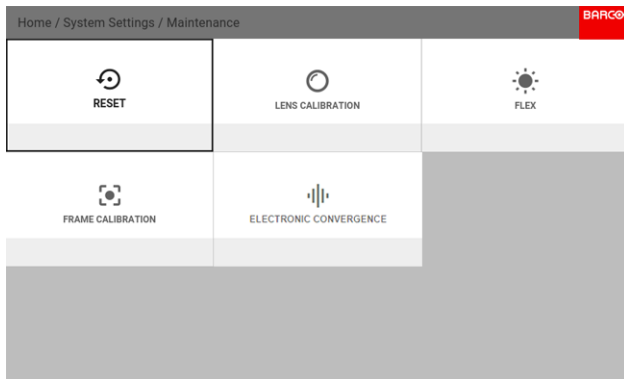 Home / System Settings / Maintenance
BARCO
RESET
LENS CALIBRATION
FLEX
FRAME CALIBRATION
ELECTRONIC CONVERGENCE